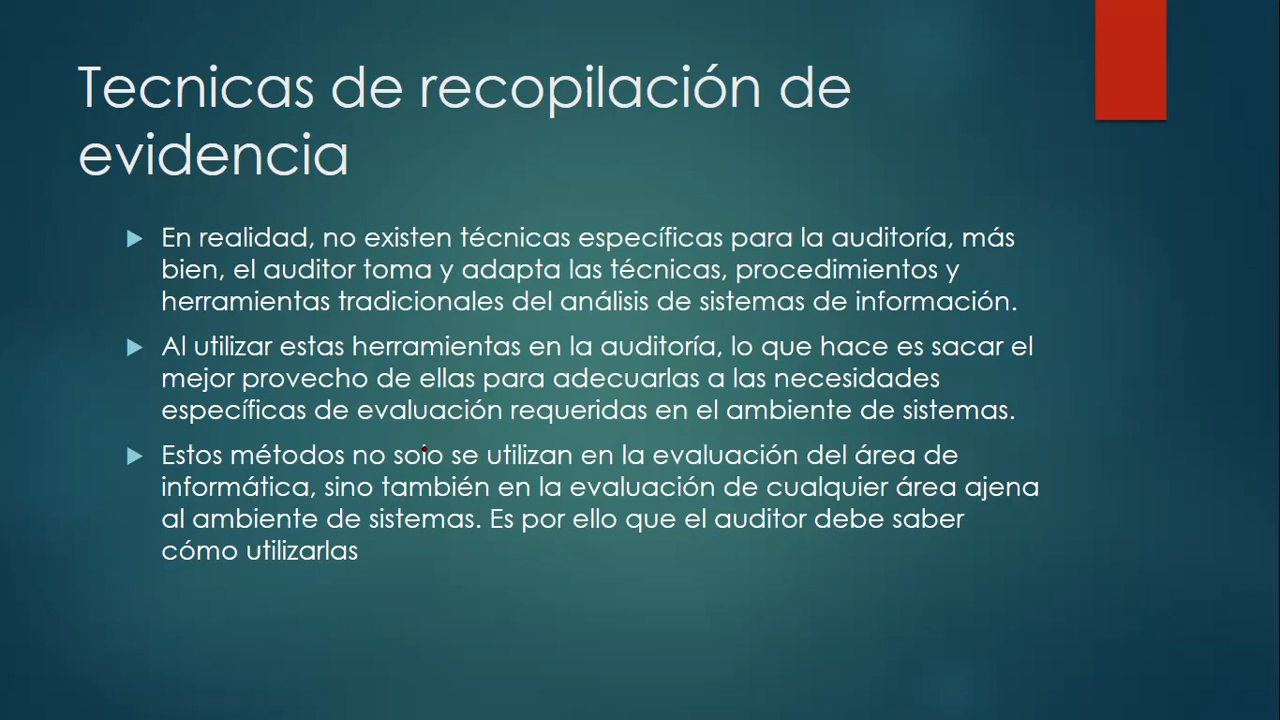 Tecnicas de recopilación de
evidencia
En realidad, no existen técnicas específicas para la auditoría, más
bien, el auditor toma y adapta las técnicas, procedimientos y
herramientas tradicionales del análisis de sistemas de información.
Al utilizar estas herramientas en la auditoría, lo que hace es sacar el
mejor provecho de ellas para adecuarlas a las necesidades
específicas de evaluación requeridas en el ambiente de sistemas.
Estos métodos no solo se utilizan en la evaluación del área de
informática, sino también en la evaluación de cualquier área ajena
al ambiente de sistemas. Es por ello que el auditor debe saber
cómo utilizarlas